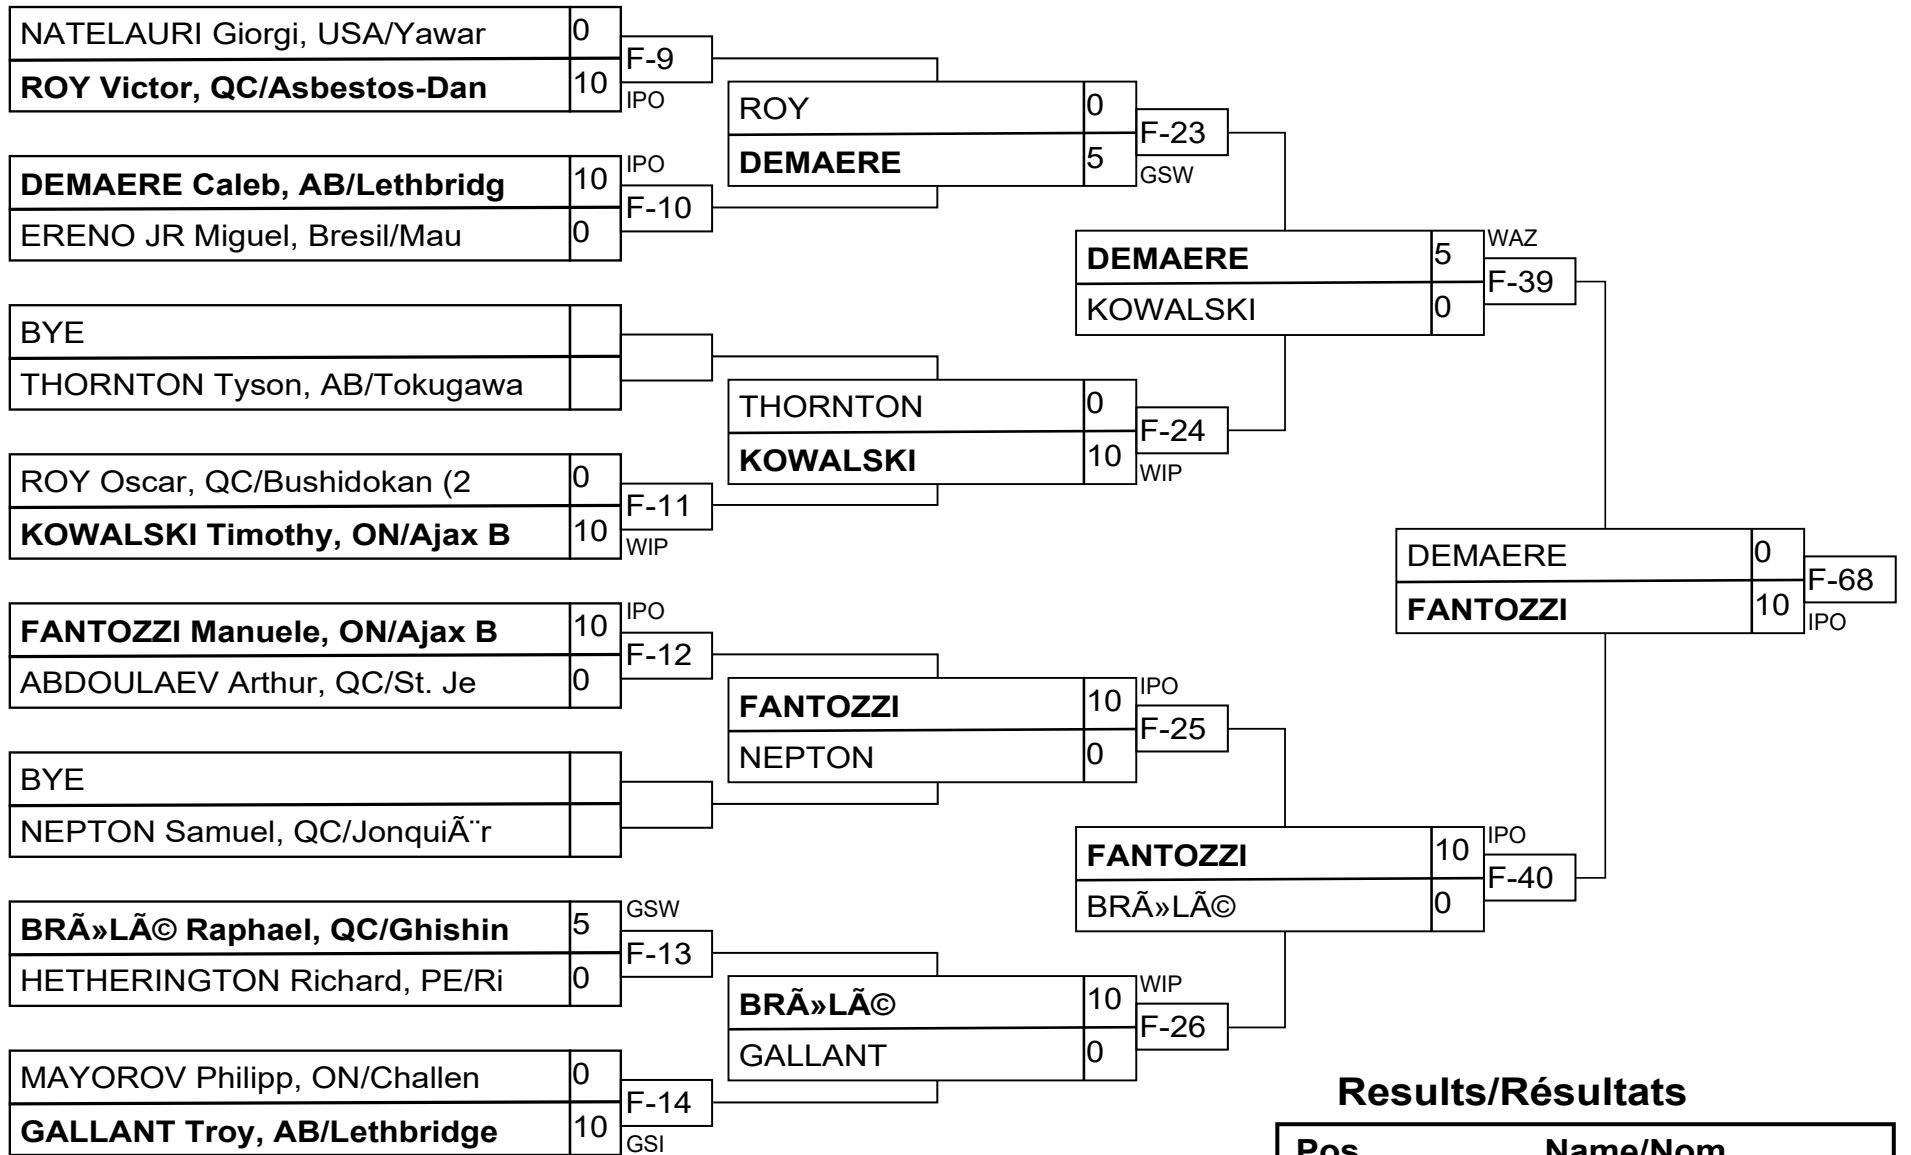 NATELAURI Giorgi, USA/Yawar 0
F-9
ROY Victor, QC/Asbestos-Dan 10 IPO
ROY 0
F-23
DEMAERE 5 GSW
DEMAERE Caleb, AB/Lethbridg 10 IPO
F-10
ERENO JR Miguel, Bresil/Mau 0
DEMAERE 5 WAZ
F-39
KOWALSKI 0
BYE
THORNTON Tyson, AB/Tokugawa
THORNTON 0
F-24
KOWALSKI 10 WIP
ROY Oscar, QC/Bushidokan (2 0
F-11
KOWALSKI Timothy, ON/Ajax B 10 WIP
DEMAERE 0
F-68
FANTOZZI 10 IPO
FANTOZZI Manuele, ON/Ajax B 10 IPO
F-12
ABDOULAEV Arthur, QC/St. Je 0
FANTOZZI 10 IPO
F-25
NEPTON 0
BYE
NEPTON Samuel, QC/JonquiÃ¨r
FANTOZZI 10 IPO
F-40
BRÃ»LÃ© 0
BRÃ»LÃ© Raphael, QC/Ghishin 5 GSW
F-13
HETHERINGTON Richard, PE/Ri 0
BRÃ»LÃ© 10 WIP
F-26
GALLANT 0
MAYOROV Philipp, ON/Challen 0
F-14
GALLANT Troy, AB/Lethbridge 10 GSI
Results/Résultats
Pos Name/Nom